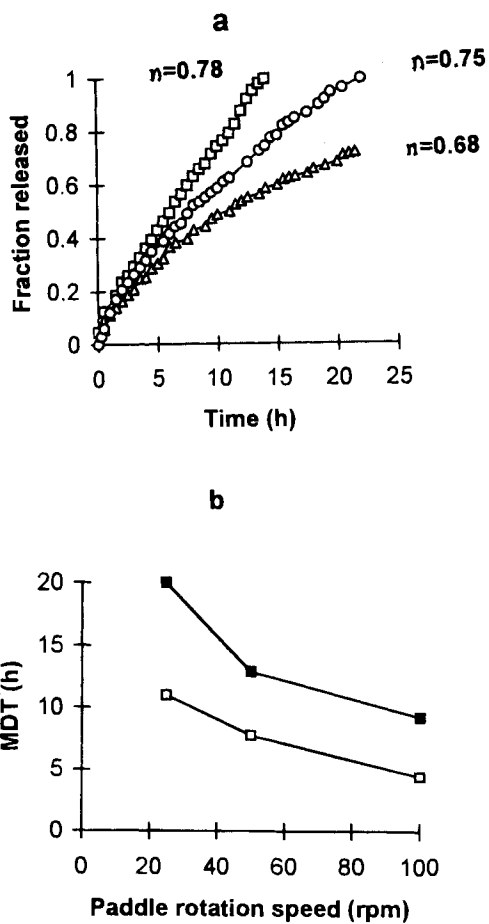 a
n=0.78
n=0.75
n=0.68
Fraction released
1
0.8
0.6
0.4
0.2
0
0 5 10 15 20 25
Time (h)
b
MDT (h)
20
15
10
5
0
0 20 40 60 80 100
Paddle rotation speed (rpm)